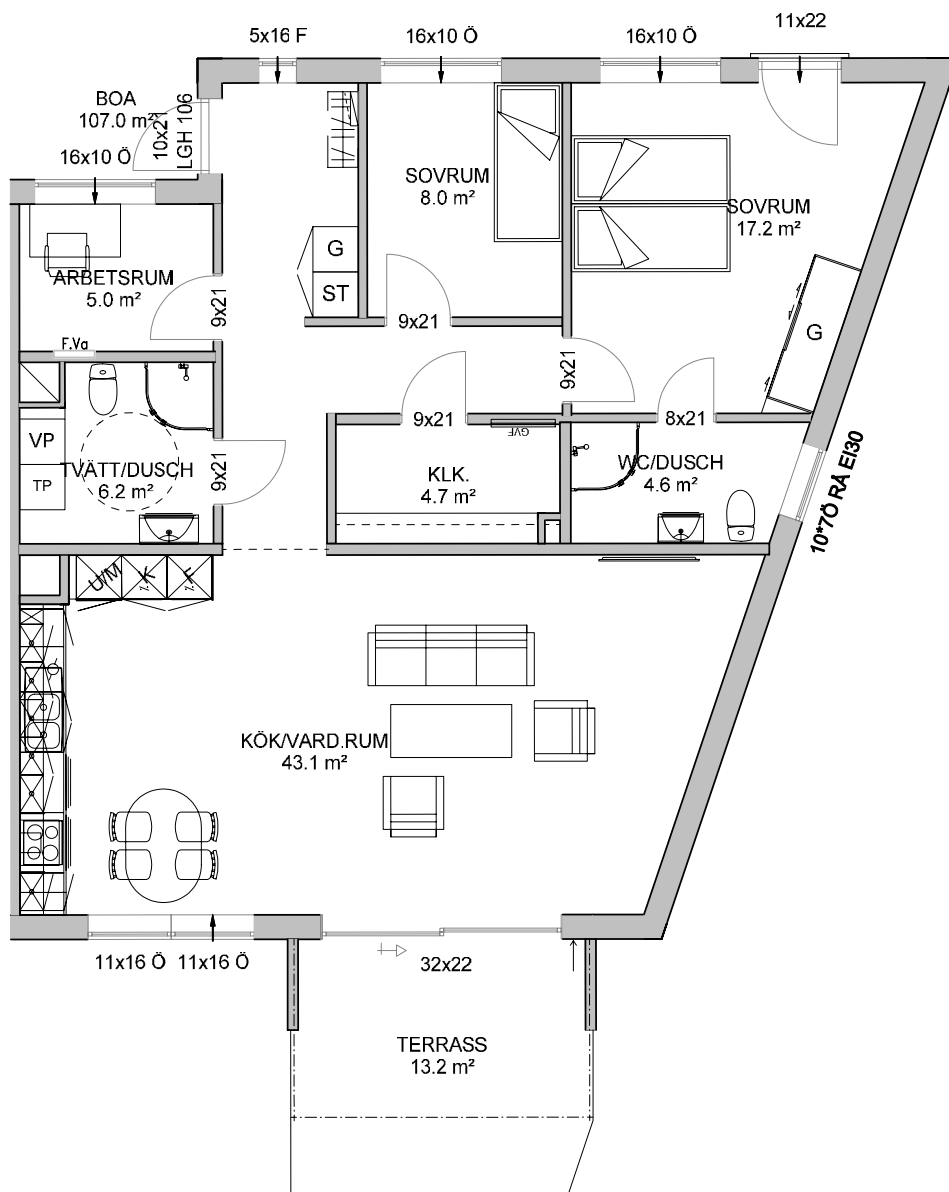 5x16 F
16x10 Ö
16x10 Ö
11x22
BOA
107.0 m²
10x21
LGH 106
16x10 Ö
SOVRUM
8.0 m²
SOVRUM
17.2 m²
G
ST
ARBETSRUM
5.0 m²
9x21
9x21
G
F.Va
9x21
9x21
8x21
GVF
VP
TP
TVÄTT/DUSCH
6.2 m²
9x21
KLK.
4.7 m²
WC/DUSCH
4.6 m²
10*7Ö RÅ EI30
U/M
K
F
KÖK/VARD.RUM
43.1 m²
11x16 Ö
11x16 Ö
32x22
TERRASS
13.2 m²